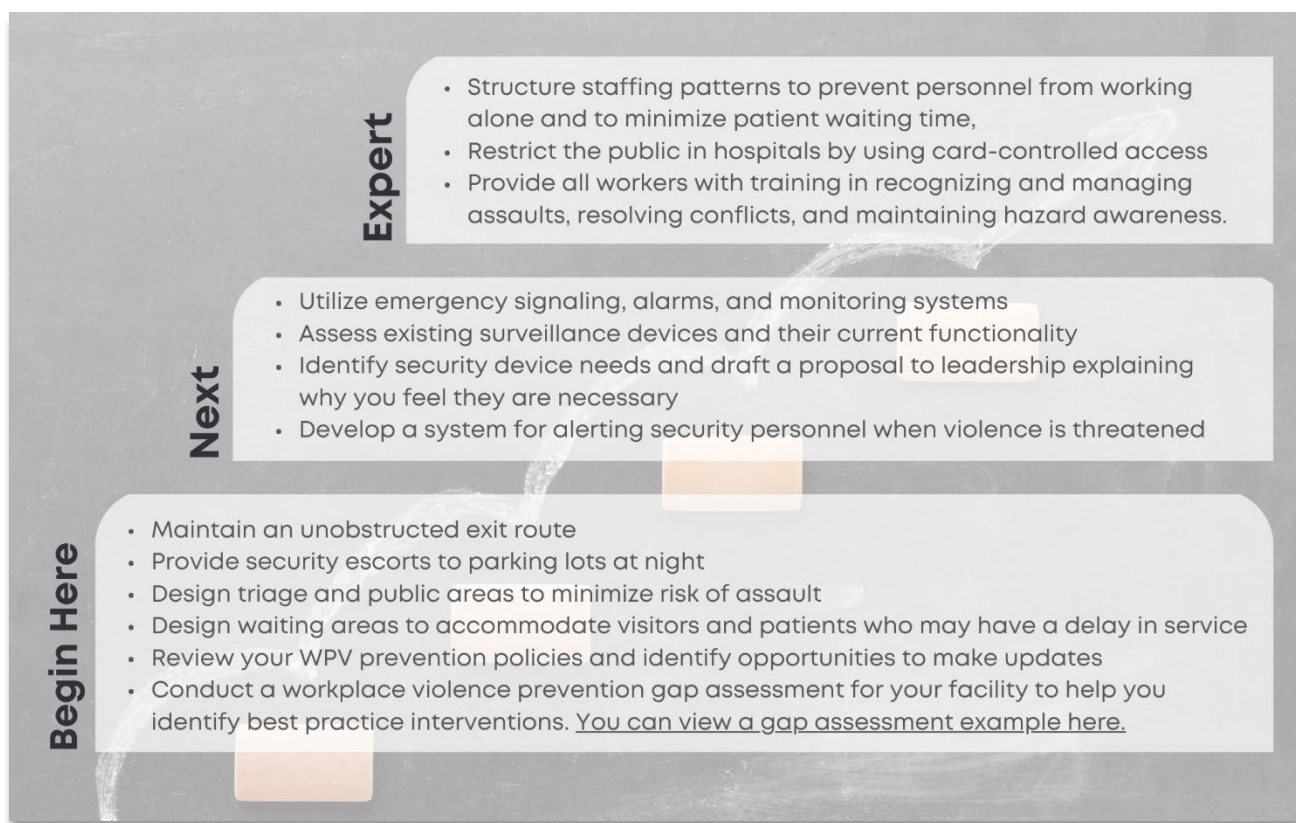 Expert
• Structure staffing patterns to prevent personnel from working
alone and to minimize patient waiting time,
• Restrict the public in hospitals by using card-controlled access
• Provide all workers with training in recognizing and managing
assaults, resolving conflicts, and maintaining hazard awareness.
Next
• Utilize emergency signaling, alarms, and monitoring systems
• Assess existing surveillance devices and their current functionality
• Identify security device needs and draft a proposal to leadership explaining
why you feel they are necessary
• Develop a system for alerting security personnel when violence is threatened
Begin Here
• Maintain an unobstructed exit route
• Provide security escorts to parking lots at night
• Design triage and public areas to minimize risk of assault
• Design waiting areas to accommodate visitors and patients who may have a delay in service
• Review your WPV prevention policies and identify opportunities to make updates
• Conduct a workplace violence prevention gap assessment for your facility to help you
identify best practice interventions. You can view a gap assessment example here.